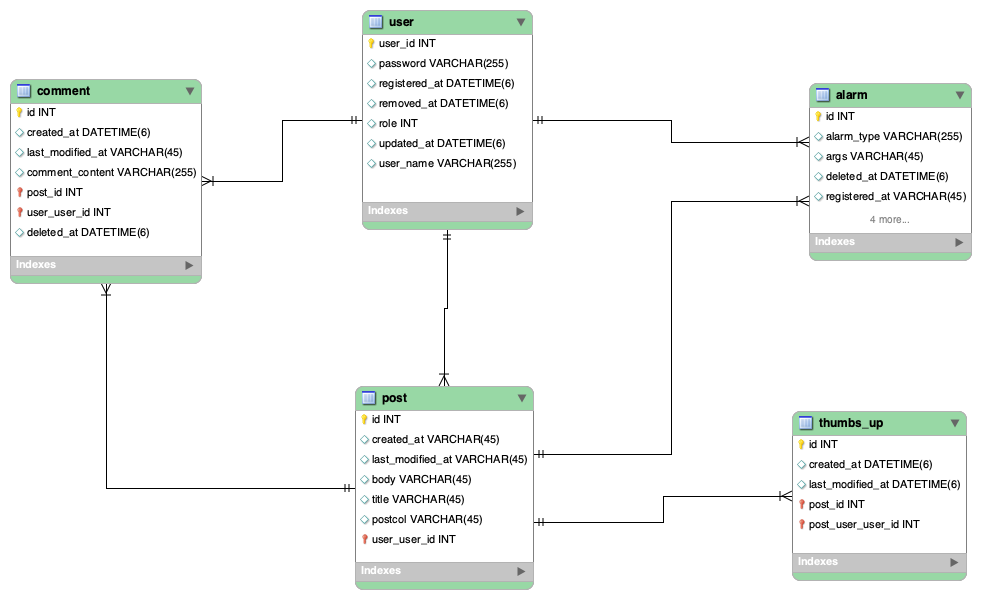 user
user_id INT
password VARCHAR(255)
registered_at DATETIME(6)
removed_at DATETIME(6)
role INT
updated_at DATETIME(6)
user_name VARCHAR(255)
Indexes
comment
id INT
created_at DATETIME(6)
last_modified_at VARCHAR(45)
comment_content VARCHAR(255)
post_id INT
user_user_id INT
deleted_at DATETIME(6)
Indexes
alarm
id INT
alarm_type VARCHAR(255)
args VARCHAR(45)
deleted_at DATETIME(6)
registered_at VARCHAR(45)
4 more...
Indexes
post
id INT
created_at VARCHAR(45)
last_modified_at VARCHAR(45)
body VARCHAR(45)
title VARCHAR(45)
postcol VARCHAR(45)
user_user_id INT
Indexes
thumbs_up
id INT
created_at DATETIME(6)
last_modified_at DATETIME(6)
post_id INT
post_user_user_id INT
Indexes